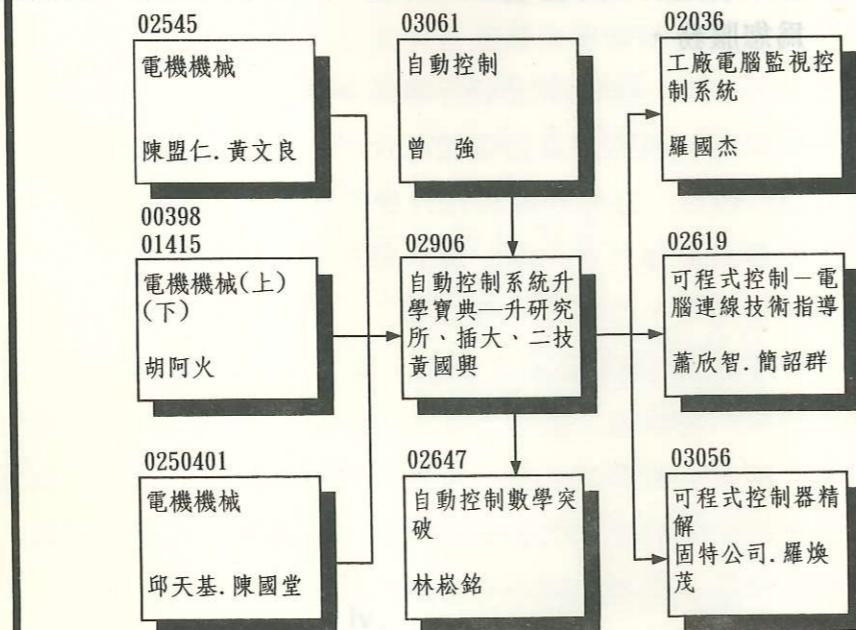 為您服務
02545
電機機械
陳盟仁.黃文良
03061
自動控制
曾 強
02036
工廠電腦監視控
制系統
羅國杰
00398
01415
電機機械(上)
(下)
胡阿火
02906
自動控制系統升
學寶典—升研究
所、插大、二技
黃國興
02619
可程式控制—電
腦連線技術指導
蕭欣智.簡詔群
0250401
電機機械
邱天基.陳國堂
02647
自動控制數學突
破
林崧銘
03056
可程式控制器精
解
固特公司.羅煥
茂